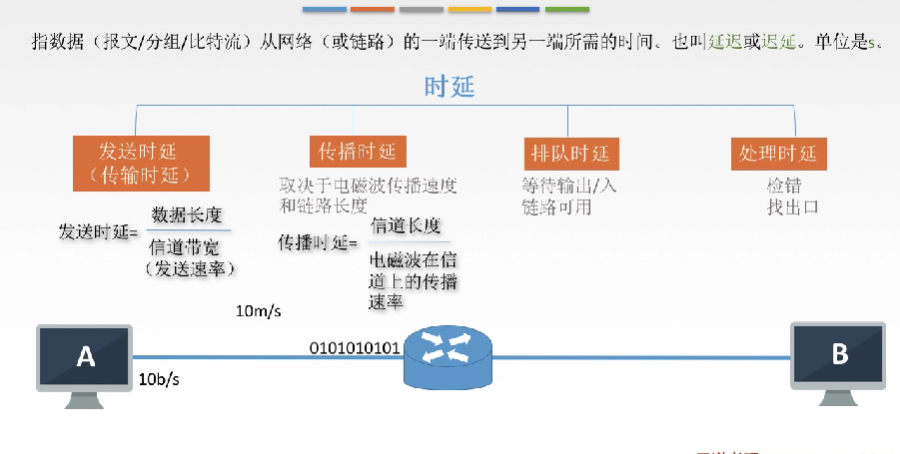 指数据（报文/分组/比特流）从网络（或链路）的一端传送到另一端所需的时间。也叫延迟或迟延。单位是s。
时延
发送时延
（传输时延）
传播时延
排队时延
处理时延
取决于电磁波传播速度
和链路长度
等待输出/入
链路可用
检错
找出口
发送时延=
数据长度
信道带宽
（发送速率）
传播时延=
信道长度
电磁波在信
道上的传播
速率
10m/s
0101010101
A
B
10b/s